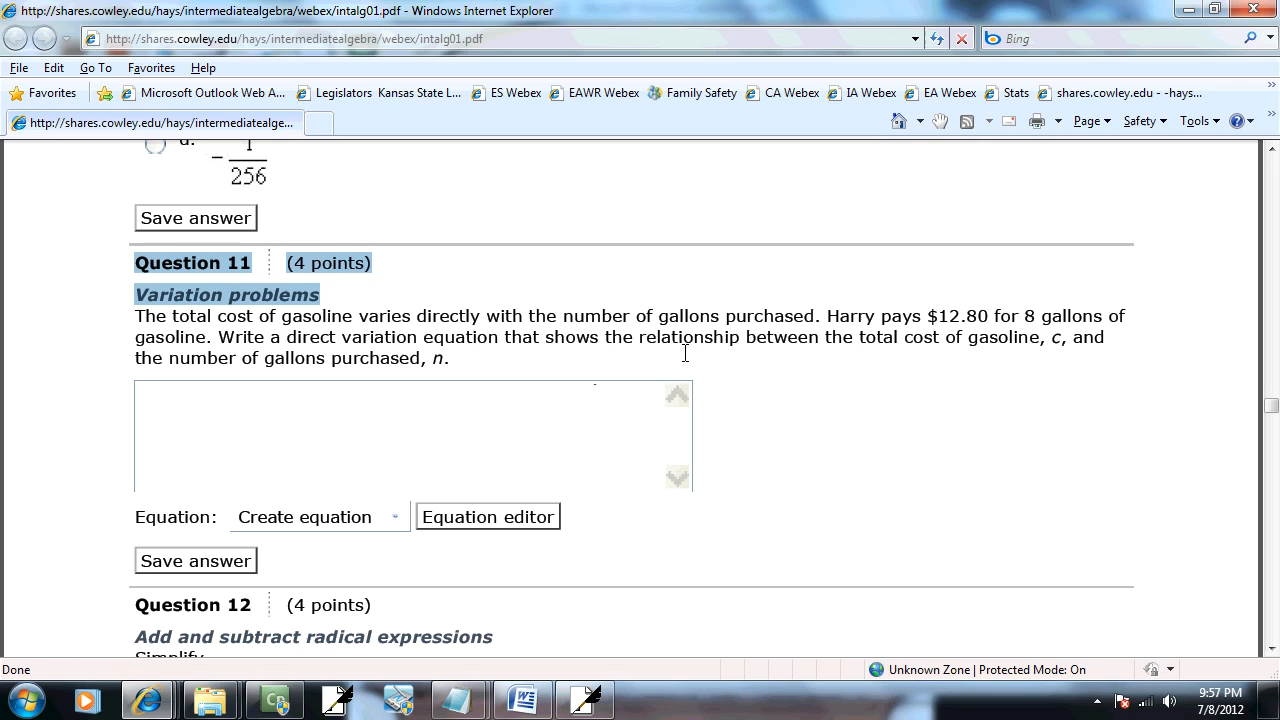 http://shares.cowley.edu/hays/intermediatealgebra/webex/intalg01.pdf - Windows Internet Explorer
http://shares.cowley.edu/hays/intermediatealgebra/webex/intalg01.pdf
Bing
File Edit Go To Favorites Help
Favorites Microsoft Outlook Web A... Legislators Kansas State L... ES Webex EAWR Webex Family Safety CA Webex IA Webex EA Webex Stats shares.cowley.edu - -hays...
http://shares.cowley.edu/hays/intermediatealge... Page Safety Tools
d. - 1
256
Save answer
Question 11 (4 points)
Variation problems
The total cost of gasoline varies directly with the number of gallons purchased. Harry pays $12.80 for 8 gallons of
gasoline. Write a direct variation equation that shows the relationship between the total cost of gasoline, c, and
the number of gallons purchased, n.
Equation: Create equation Equation editor
Save answer
Question 12 (4 points)
Add and subtract radical expressions
Simplify
Done Unknown Zone | Protected Mode: On
9:57 PM
7/8/2012